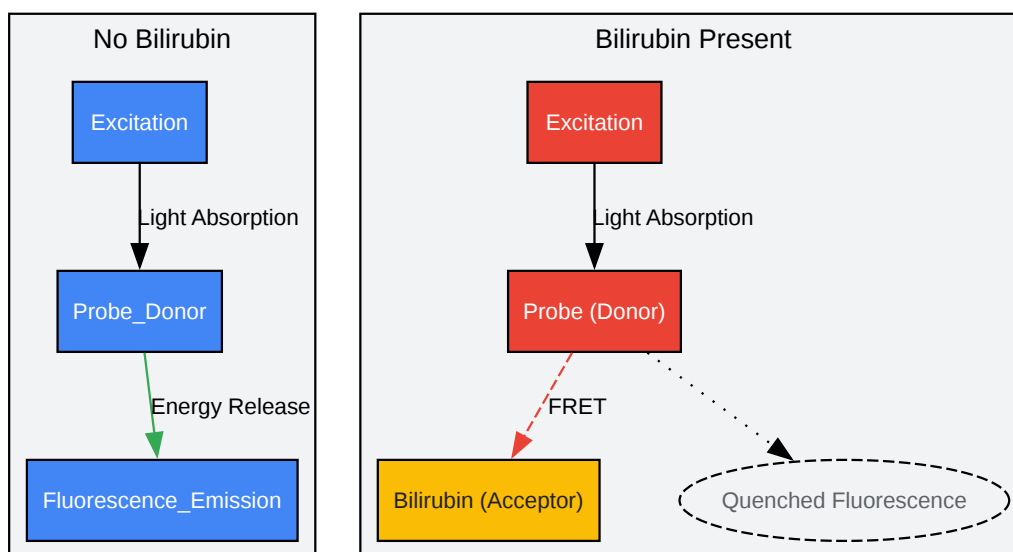 No Bilirubin
Excitation
Light Absorption
Probe_Donor
Energy Release
Fluorescence_Emission
Bilirubin Present
Excitation
Light Absorption
Probe (Donor)
FRET
Bilirubin (Acceptor)
Quenched Fluorescence